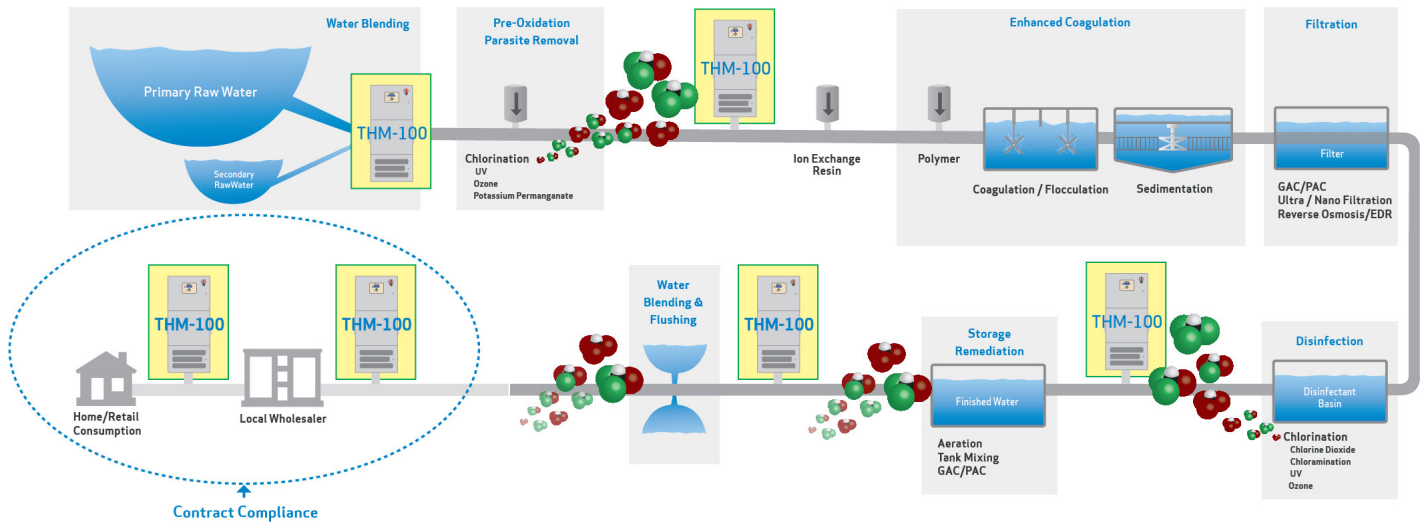 Water Blending
Primary Raw Water
Secondary
RawWater
THM-100
Pre-Oxidation
Parasite Removal
Chlorination
UV
Ozone
Potassium Permanganate
THM-100
Ion Exchange
Resin
Enhanced Coagulation
Polymer
Coagulation / Flocculation
Sedimentation
Filtration
Filter
GAC/PAC
Ultra / Nano Filtration
Reverse Osmosis/EDR
Disinfection
Disinfectant
Basin
Chlorination
Chlorine Dioxide
Chloramination
UV
Ozone
THM-100
Storage
Remediation
Finished Water
Aeration
Tank Mixing
GAC/PAC
THM-100
Water
Blending &
Flushing
THM-100
Local Wholesaler
THM-100
Home/Retail
Consumption
Contract Compliance